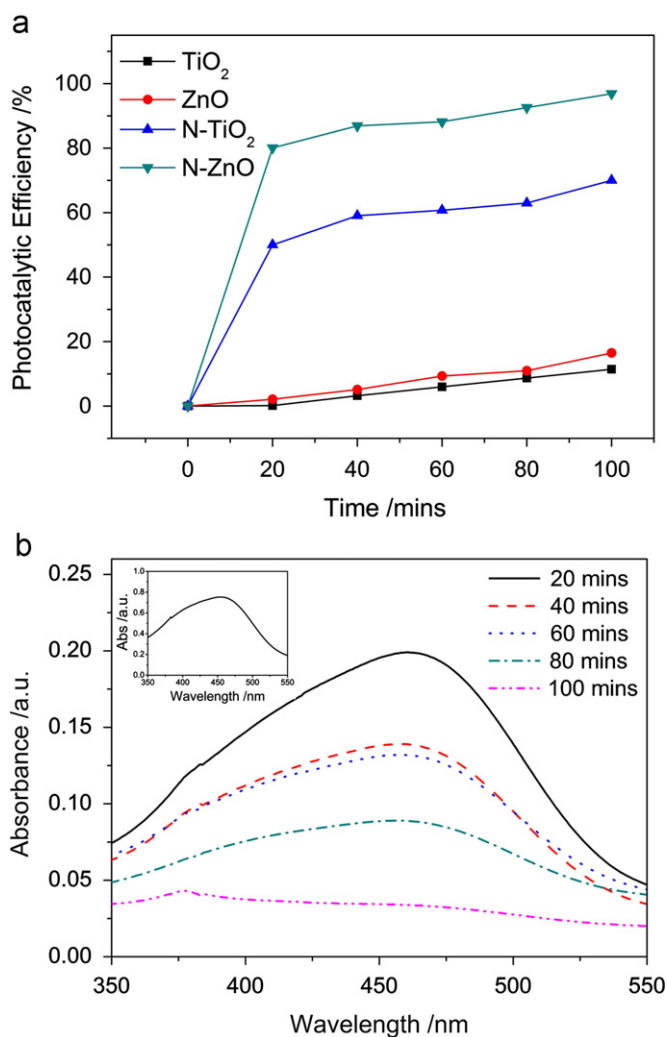 a
Photocatalytic Efficiency /%
100
80
60
40
20
0
TiO₂
ZnO
N-TiO₂
N-ZnO
0 20 40 60 80 100
Time /mins
b
Absorbance /a.u.
0.25
0.20
0.15
0.10
0.05
0.00
Abs /a.u.
1.0
0.8
0.6
0.4
0.2
0.0
350 400 450 500 550
Wavelength /nm
20 mins
40 mins
60 mins
80 mins
100 mins
350 400 450 500 550
Wavelength /nm